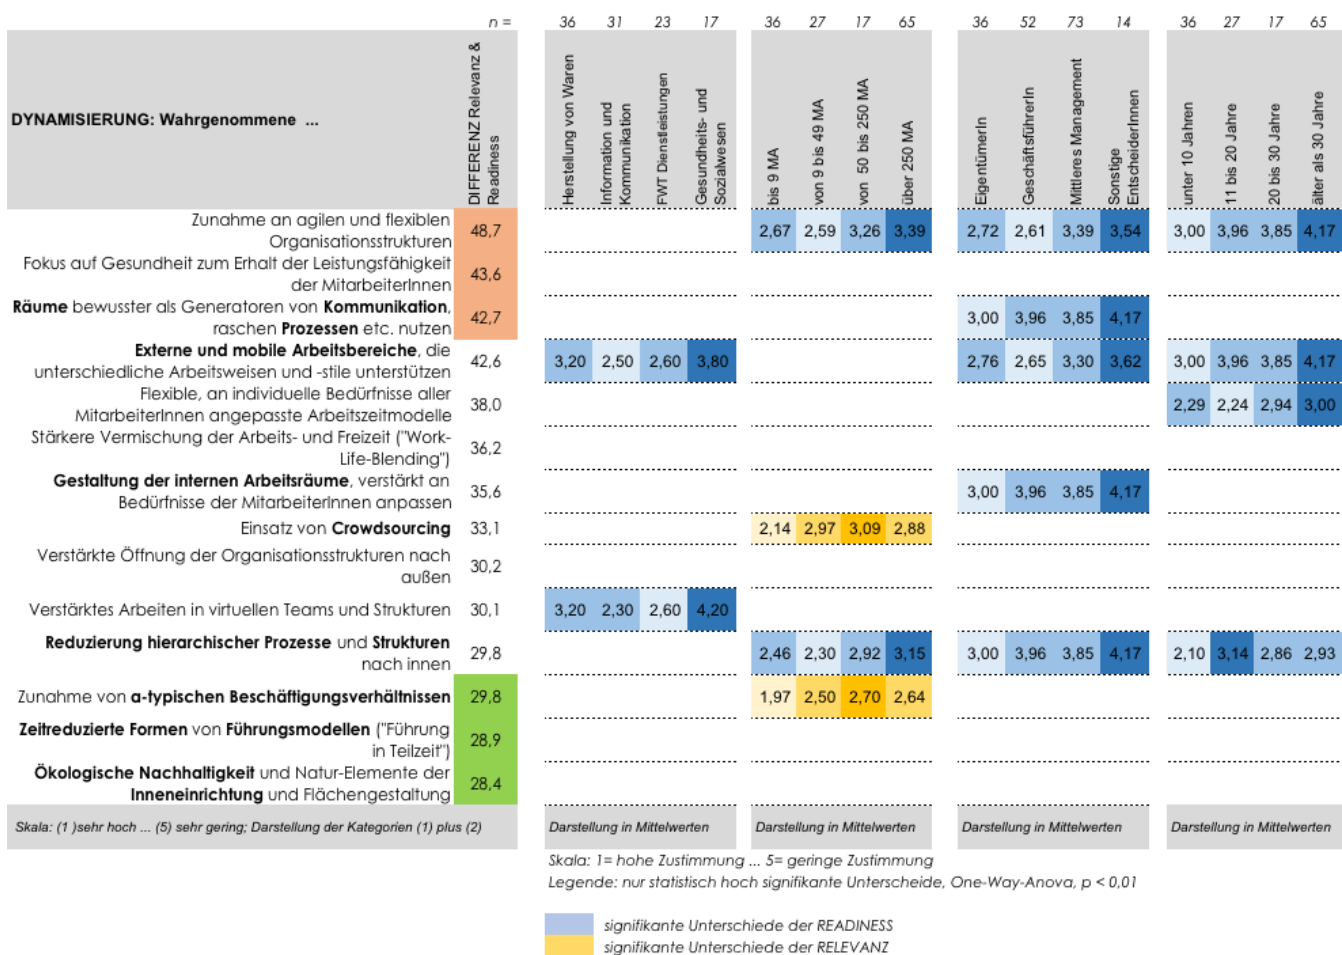 n = 36 31 23 17 36 27 17 65 36 52 73 14 36 27 17 65
DYNAMISIERUNG: Wahrgenommene ...
DIFFERENZ Relevanz &
Readiness
Herstellung von Waren
Information und
Kommunikation
FWT Dienstleistungen
Gesundheits- und
Sozialwesen
bis 9 MA
von 9 bis 49 MA
von 50 bis 250 MA
über 250 MA
EigentümerIn
GeschäftsführerIn
Mittleres Management
Sonstige
EntscheiderInnen
unter 10 Jahren
11 bis 20 Jahre
20 bis 30 Jahre
älter als 30 Jahre
Zunahme an agilen und flexiblen
Organisationsstrukturen
48,7 2,67 2,59 3,26 3,39 2,72 2,61 3,39 3,54 3,00 3,96 3,85 4,17
Fokus auf Gesundheit zum Erhalt der Leistungsfähigkeit
der MitarbeiterInnen
43,6
Räume bewusster als Generatoren von Kommunikation,
raschen Prozessen etc. nutzen
42,7 3,00 3,96 3,85 4,17
Externe und mobile Arbeitsbereiche, die
unterschiedliche Arbeitsweisen und -stile unterstützen
42,6 3,20 2,50 2,60 3,80 2,76 2,65 3,30 3,62 3,00 3,96 3,85 4,17
Flexible, an individuelle Bedürfnisse aller
MitarbeiterInnen angepasste Arbeitszeitmodelle
38,0 2,29 2,24 2,94 3,00
Stärkere Vermischung der Arbeits- und Freizeit ("Work-
Life-Blending")
36,2
Gestaltung der internen Arbeitsräume, verstärkt an
Bedürfnisse der MitarbeiterInnen anpassen
35,6 3,00 3,96 3,85 4,17
Einsatz von Crowdsourcing 33,1 2,14 2,97 3,09 2,88
Verstärkte Öffnung der Organisationsstrukturen nach
außen
30,2
Verstärktes Arbeiten in virtuellen Teams und Strukturen 30,1 3,20 2,30 2,60 4,20
Reduzierung hierarchischer Prozesse und Strukturen
nach innen
29,8 2,46 2,30 2,92 3,15 3,00 3,96 3,85 4,17 2,10 3,14 2,86 2,93
Zunahme von a-typischen Beschäftigungsverhältnissen 29,8 1,97 2,50 2,70 2,64
Zeitreduzierte Formen von Führungsmodellen ("Führung
in Teilzeit")
28,9
Ökologische Nachhaltigkeit und Natur-Elemente der
Inneneinrichtung und Flächengestaltung
28,4
Skala: (1 )sehr hoch ... (5) sehr gering; Darstellung der Kategorien (1) plus (2)
Darstellung in Mittelwerten Darstellung in Mittelwerten Darstellung in Mittelwerten Darstellung in Mittelwerten
Skala: 1= hohe Zustimmung ... 5= geringe Zustimmung
Legende: nur statistisch hoch signifikante Unterscheide, One-Way-Anova, p < 0,01
signifikante Unterschiede der READINESS
signifikante Unterschiede der RELEVANZ